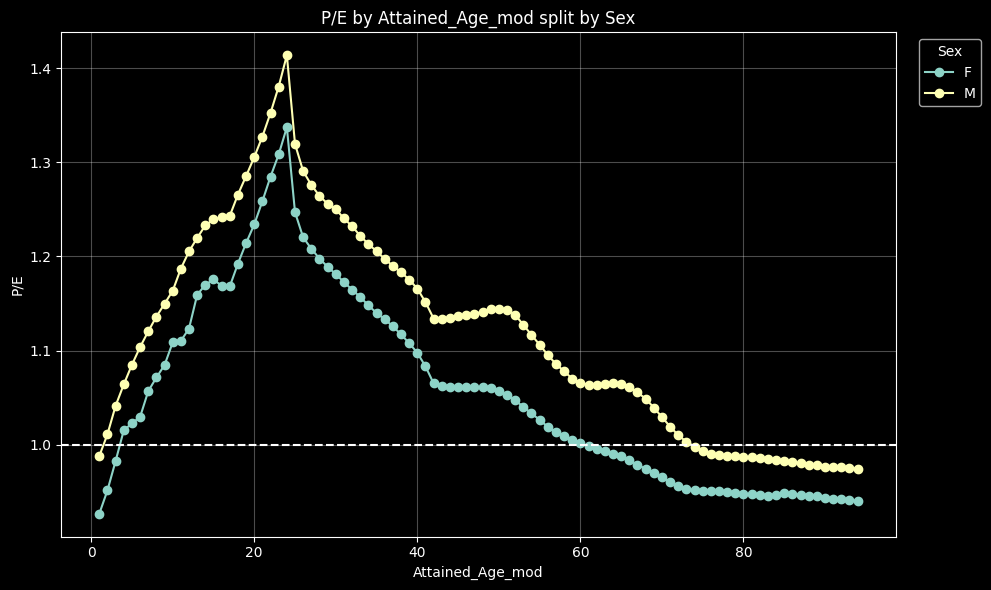 P/E by Attained_Age_mod split by Sex
Sex
F
M
P/E
1.4
1.3
1.2
1.1
1.0
0 20 40 60 80
Attained_Age_mod